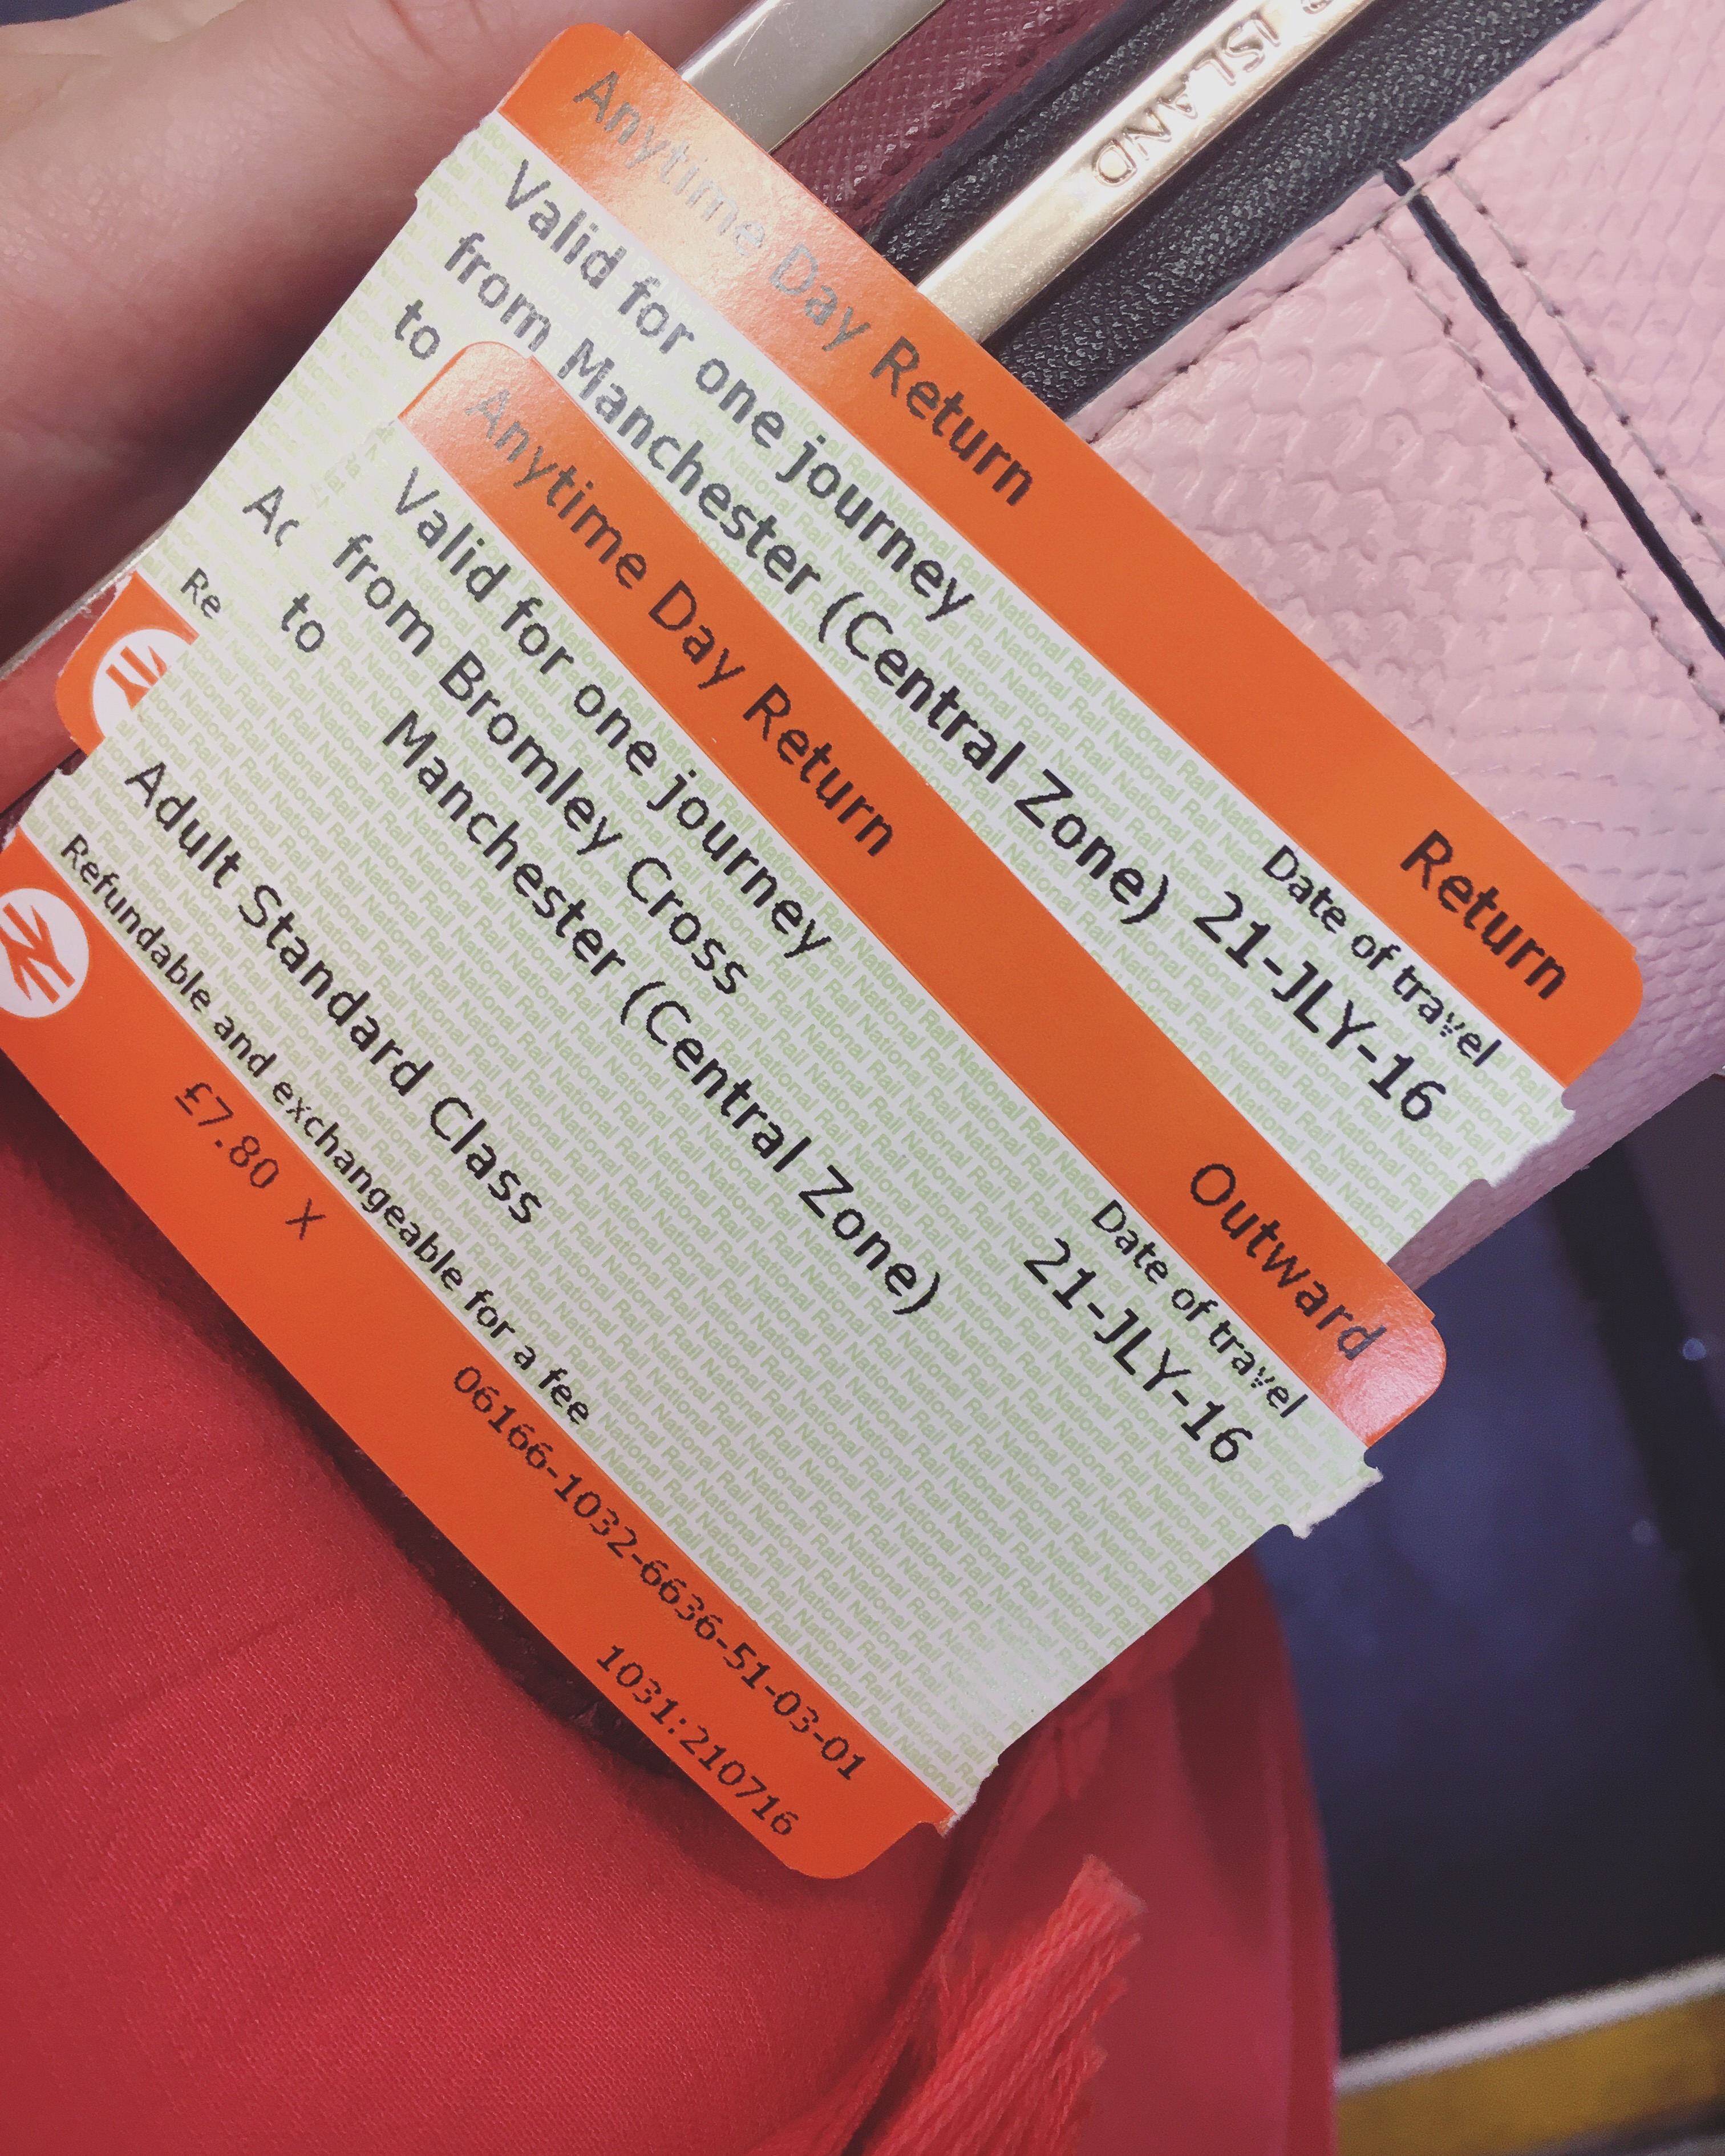 ISLAND
Anytime Day Return
Return
Valid for one journey
Date of travel
from Manchester (Central Zone)
21-JLY-16
to
Re
Anytime Day Return
Outward
Valid for one journey
Date of travel
from Bromley Cross
21-JLY-16
to Manchester (Central Zone)
Adult Standard Class
Refundable and exchangeable for a fee
£7.80 X
06166-1032-6636-51-03-01
1031:210716